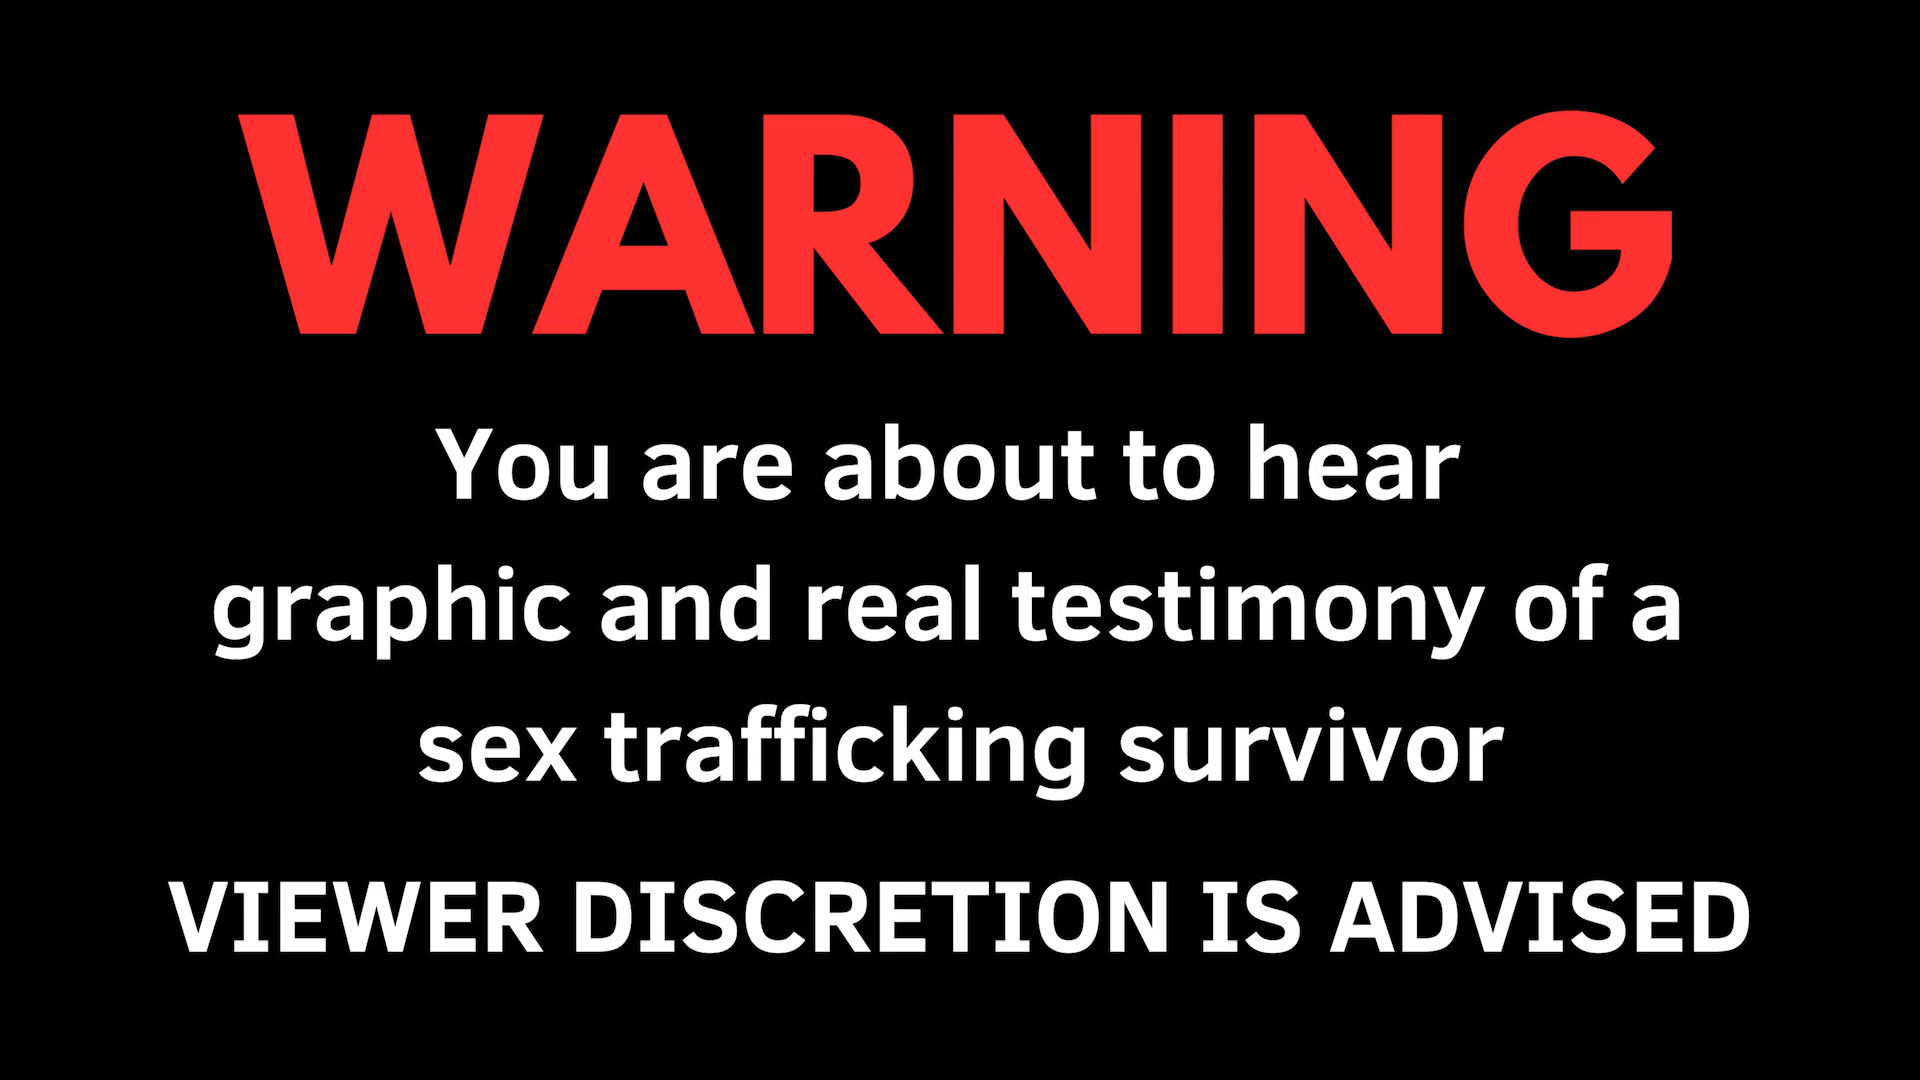 WARNING
You are about to hear
graphic and real testimony of a
sex trafficking survivor
VIEWER DISCRETION IS ADVISED